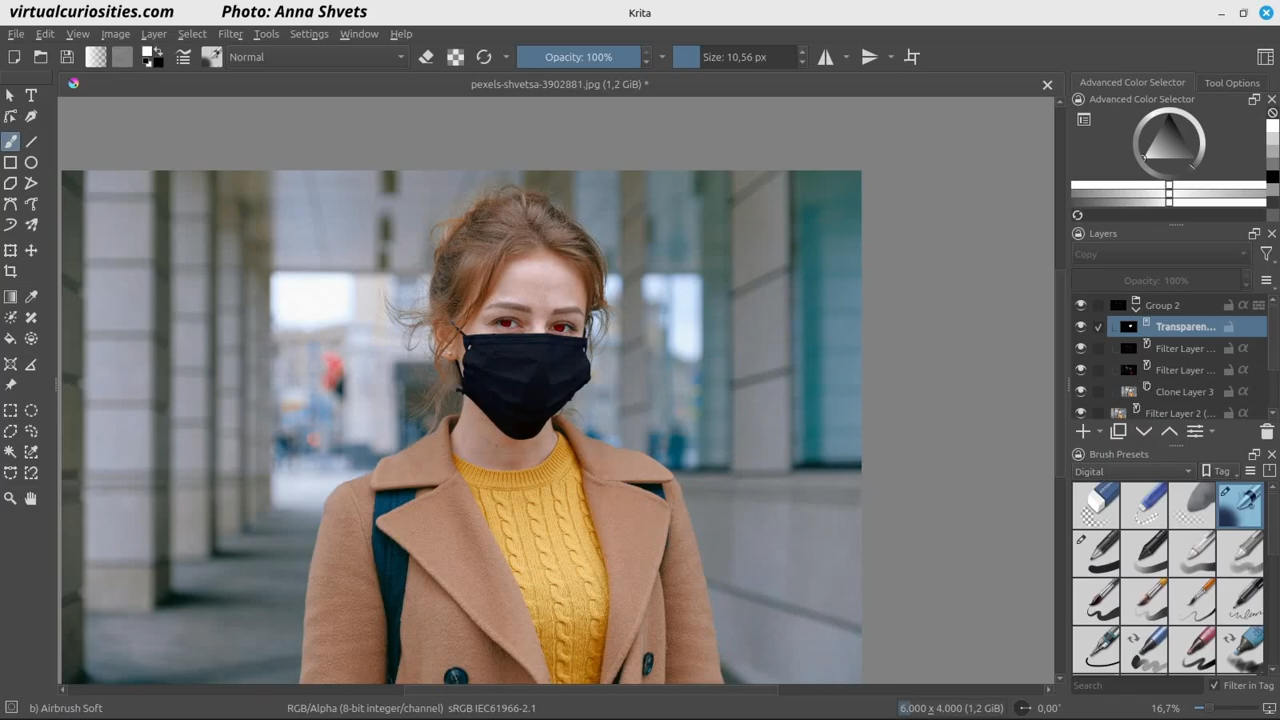 virtualcuriosities.com Photo: Anna Shvets
Krita
File Edit View Image Layer Select Filter Tools Settings Window Help
Normal
Opacity: 100%
Size: 10,56 px
pexels-shvetsa-3902881.jpg (1,2 GiB) *
Advanced Color Selector
Tool Options
Advanced Color Selector
Layers
Copy
Opacity: 100%
Group 2
Transparen...
Filter Layer ...
Filter Layer ...
Clone Layer 3
Filter Layer 2 (...
Brush Presets
Digital
Tag
Search
Filter in Tag
b) Airbrush Soft
RGB/Alpha (8-bit integer/channel) sRGB IEC61966-2.1
6.000 x 4.000 (1,2 GiB)
0,00°
16,7%